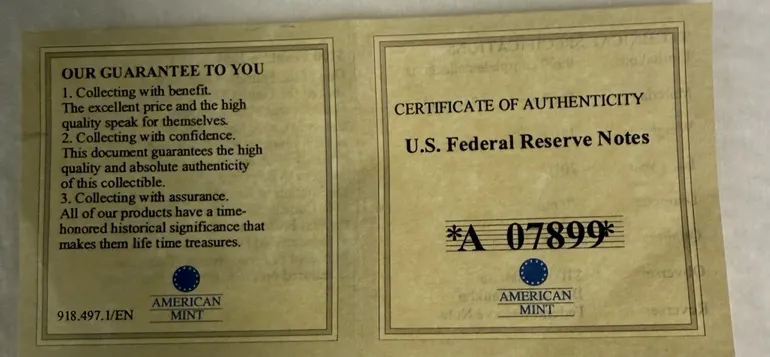 OUR GUARANTEE TO YOU
1. Collecting with benefit.
The excellent price and the high
quality speak for themselves.
2. Collecting with confidence.
This document guarantees the high
quality and absolute authenticity
of this collectible.
3. Collecting with assurance.
All of our products have a time-
honored historical significance that
makes them life time treasures.
918.497.1/EN
AMERICAN
MINT
CERTIFICATE OF AUTHENTICITY
U.S. Federal Reserve Notes
*A 07899*
AMERICAN
MINT